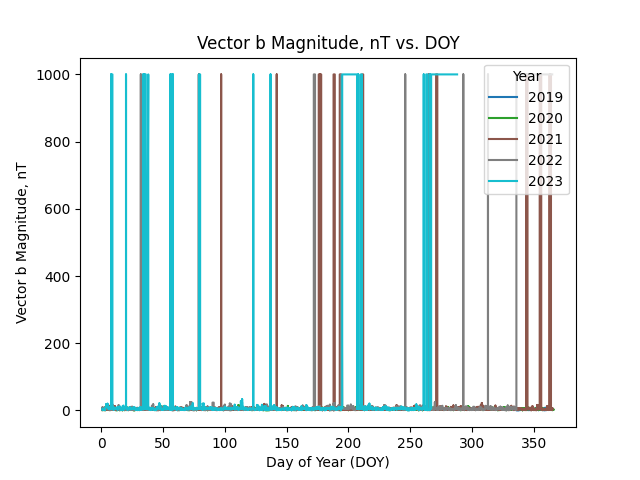 Vector b Magnitude, nT vs. DOY
Year
2019
2020
2021
2022
2023
1000
800
600
400
200
0
Vector b Magnitude, nT
0 50 100 150 200 250 300 350
Day of Year (DOY)